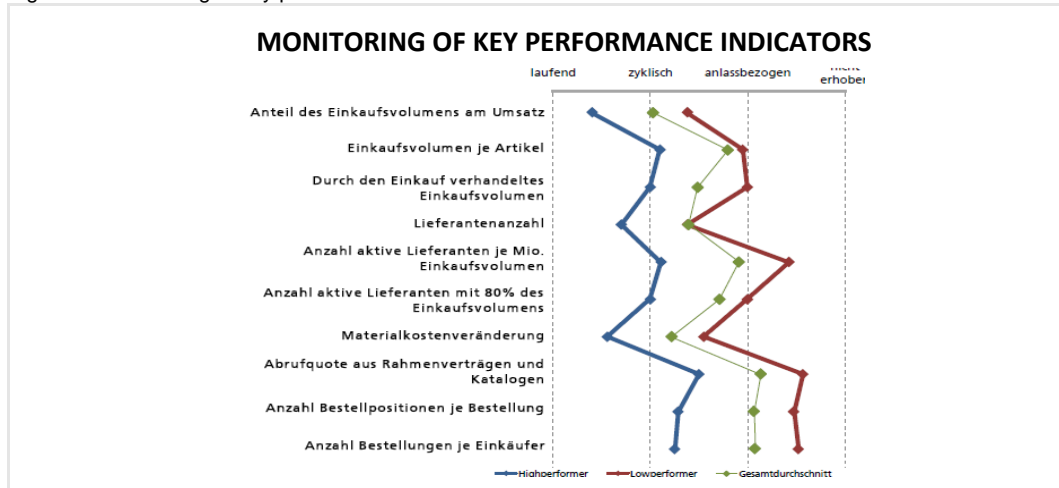 MONITORING OF KEY PERFORMANCE INDICATORS
laufend zyklisch anlassbezogen
erhoben
Anteil des Einkaufsvolumens am Umsatz
Einkaufsvolumen je Artikel
Durch den Einkauf verhandeltes
Einkaufsvolumen
Lieferantenanzahl
Anzahl aktive Lieferanten je Mio.
Einkaufsvolumen
Anzahl aktive Lieferanten mit 80% des
Einkaufsvolumens
Materialkostenveränderung
Abrufquote aus Rahmenverträgen und
Katalogen
Anzahl Bestellpositionen je Bestellung
Anzahl Bestellungen je Einkäufer
Highperformer Lowperformer Gesamtdurchschnitt